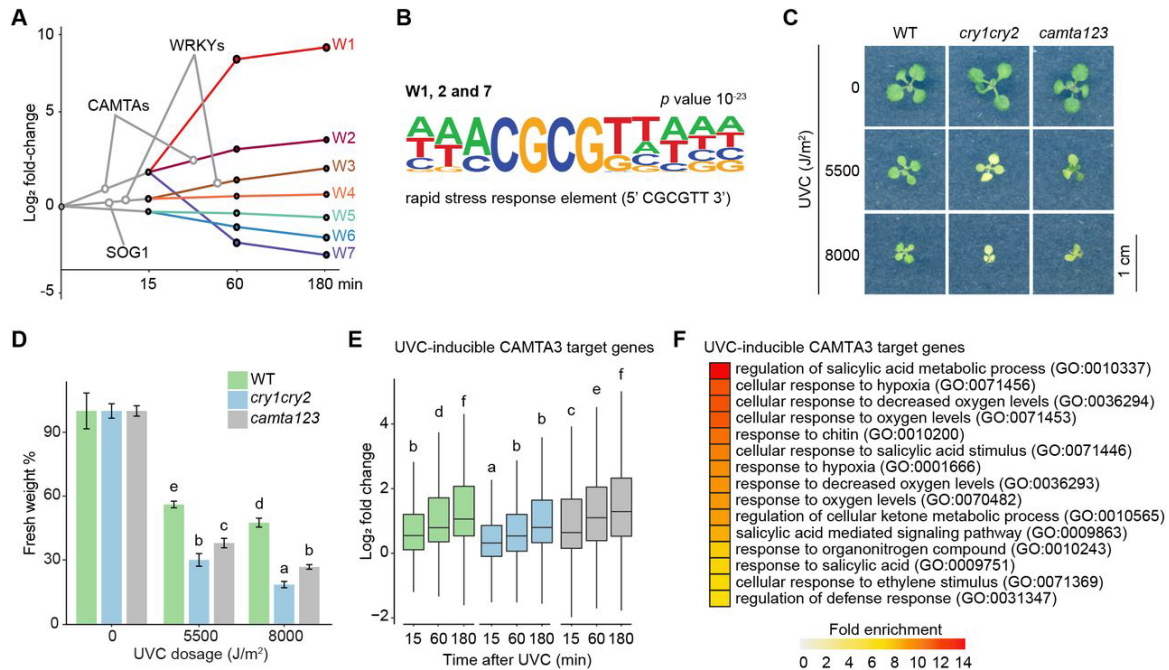 A
10
5
0
-5
Log₂ fold-change
CAMTAs
WRKYs
SOG1
W1
W2
W3
W4
W5
W6
W7
15
60
180 min
B
W1, 2 and 7
p value 10⁻²³
rapid stress response element (5' CGCGTT 3')
C
WT
cry1cry2
camta123
UVC (J/m²)
0
5500
8000
1 cm
D
WT
cry1cry2
camta123
Fresh weight %
90
60
30
0
e
b
c
d
a
b
0
5500
8000
UVC dosage (J/m²)
E
UVC-inducible CAMTA3 target genes
Log₂ fold change
4
2
0
−2
b
d
f
a
b
b
c
e
f
15 60 180 15 60 180 15 60 180
Time after UVC (min)
F
UVC-inducible CAMTA3 target genes
regulation of salicylic acid metabolic process (GO:0010337)
cellular response to hypoxia (GO:0071456)
cellular response to decreased oxygen levels (GO:0036294)
cellular response to oxygen levels (GO:0071453)
response to chitin (GO:0010200)
cellular response to salicylic acid stimulus (GO:0071446)
response to hypoxia (GO:0001666)
response to decreased oxygen levels (GO:0036293)
response to oxygen levels (GO:0070482)
regulation of cellular ketone metabolic process (GO:0010565)
salicylic acid mediated signaling pathway (GO:0009863)
response to organonitrogen compound (GO:0010243)
response to salicylic acid (GO:0009751)
cellular response to ethylene stimulus (GO:0071369)
regulation of defense response (GO:0031347)
Fold enrichment
0 2 4 6 8 10 12 14